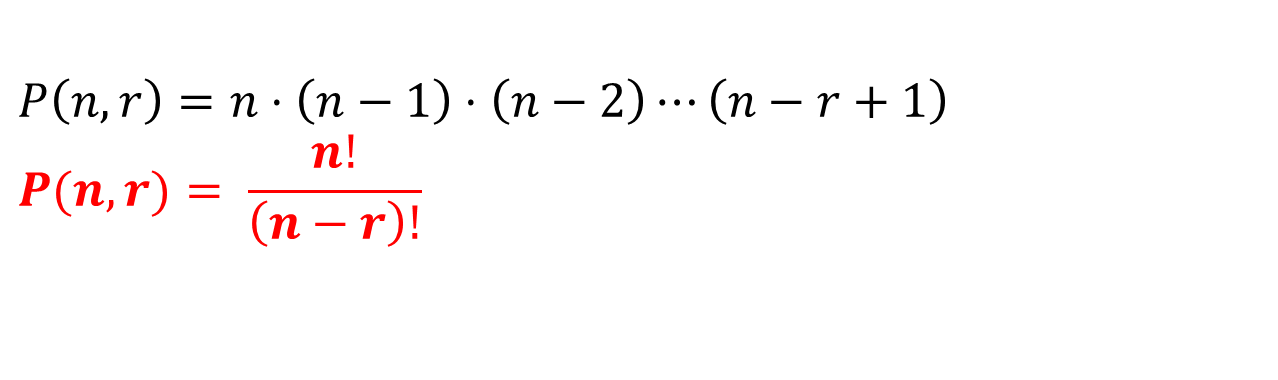 P(n, r) = n · (n − 1) · (n − 2) ⋯ (n − r + 1)
P(n, r) = n! / (n − r)!